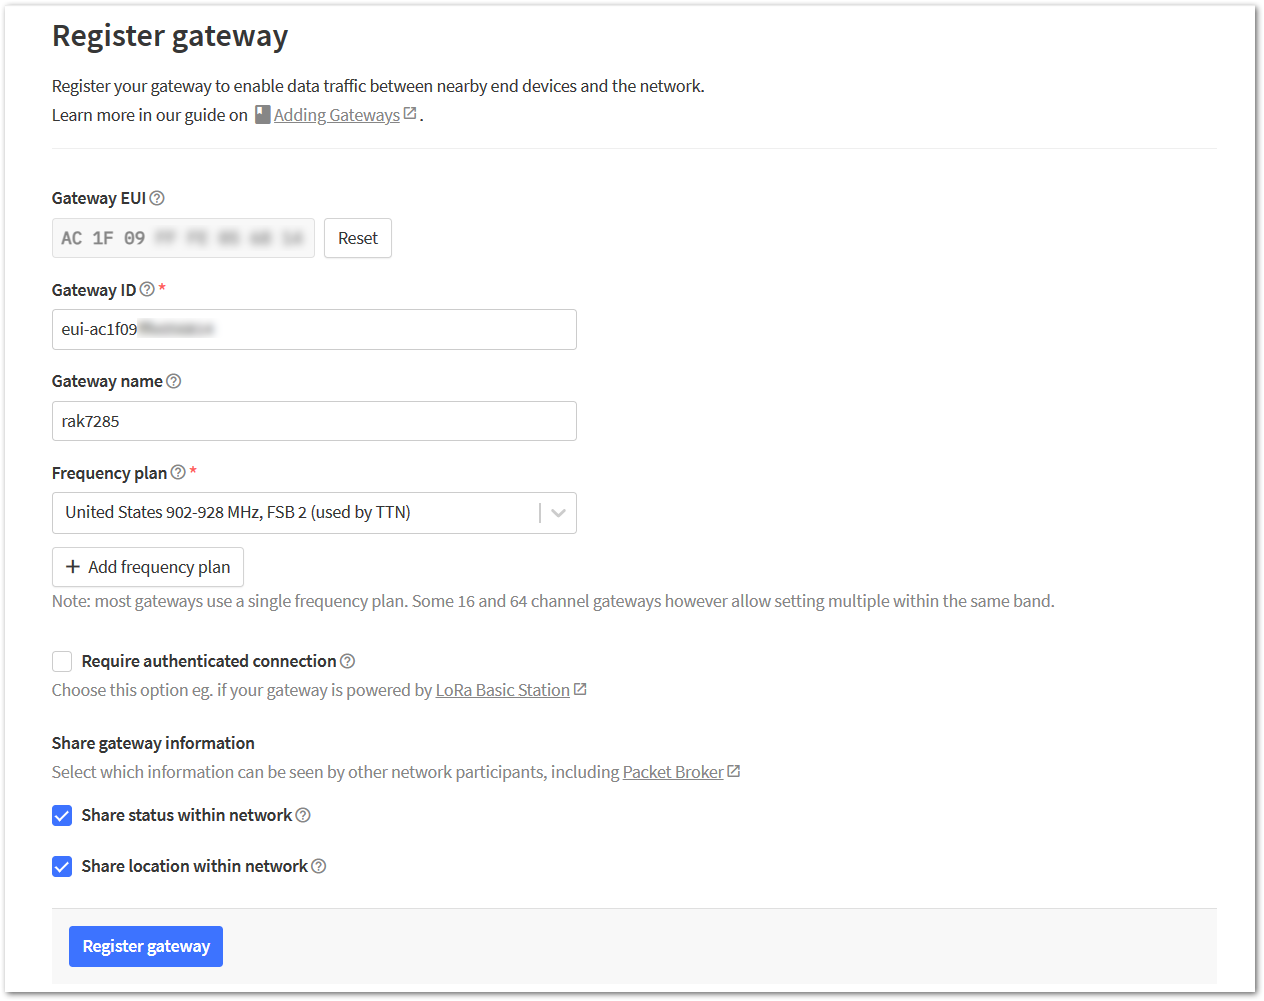 Register gateway
Register your gateway to enable data traffic between nearby end devices and the network.
Learn more in our guide on Adding Gateways.
Gateway EUI
AC 1F 09
Reset
Gateway ID *
eui-ac1f09
Gateway name
rak7285
Frequency plan *
United States 902-928 MHz, FSB 2 (used by TTN)
+ Add frequency plan
Note: most gateways use a single frequency plan. Some 16 and 64 channel gateways however allow setting multiple within the same band.
Require authenticated connection
Choose this option eg. if your gateway is powered by LoRa Basic Station
Share gateway information
Select which information can be seen by other network participants, including Packet Broker
Share status within network
Share location within network
Register gateway